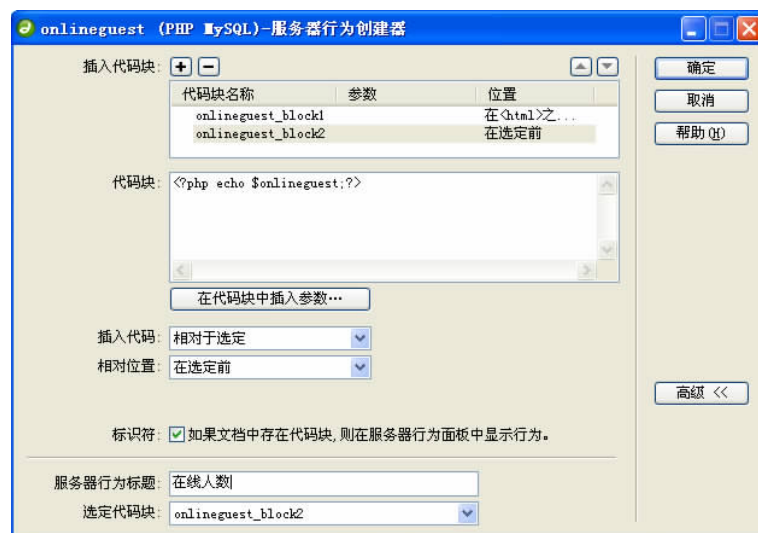 onlineguest (PHP MySQL)-服务器行为创建器
插入代码块:
确定
代码块名称 参数 位置
取消
onlineguest_block1 在<html>之...
onlineguest_block2 在选定前
帮助(H)
代码块: <?php echo $onlineguest;?>
在代码块中插入参数…
插入代码: 相对于选定
相对位置: 在选定前
高级 <<
标识符: 如果文档中存在代码块,则在服务器行为面板中显示行为。
服务器行为标题: 在线人数
选定代码块: onlineguest_block2